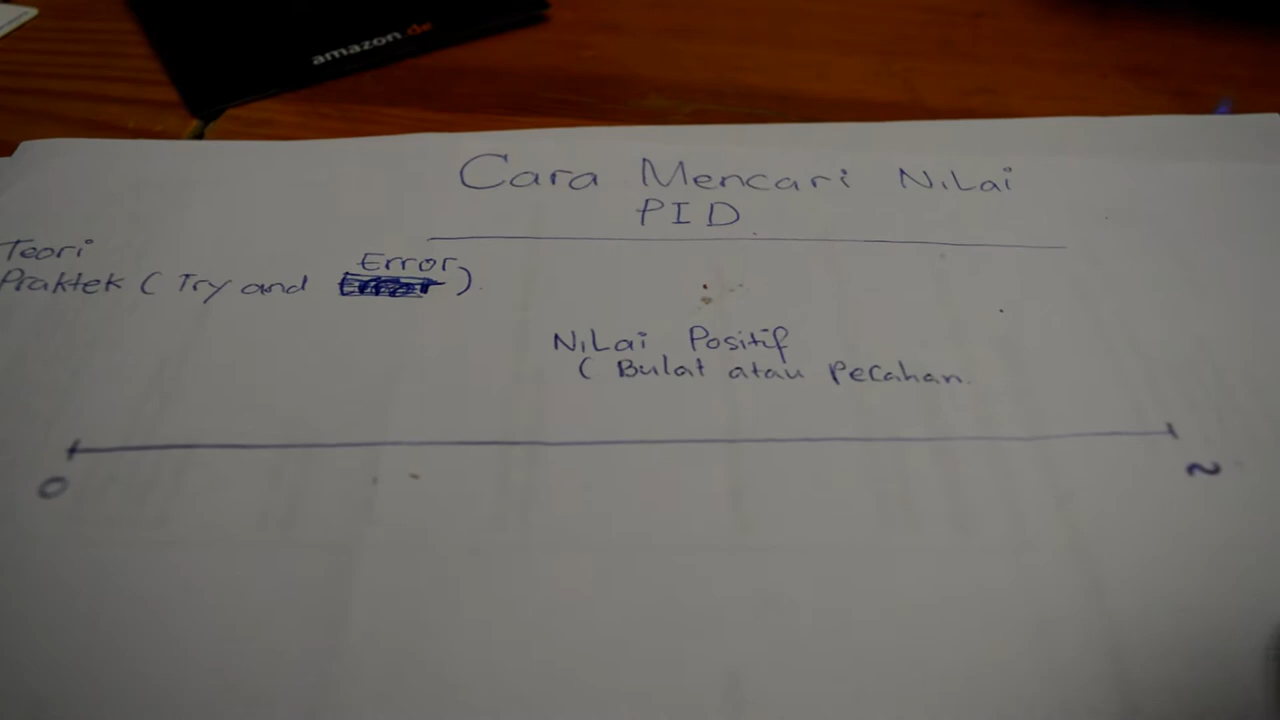 amazon.de
Cara Mencari Nilai
PID
Teori
Praktek (Try and Error)
Nilai Positif
( Bulat atau Pecahan.
0
~